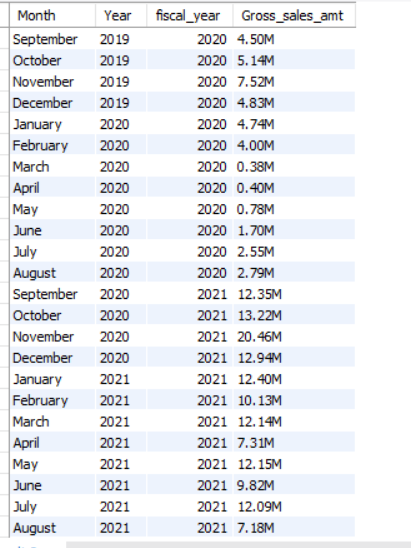 Month Year fiscal_year Gross_sales_amt
September 2019 2020 4.50M
October 2019 2020 5.14M
November 2019 2020 7.52M
December 2019 2020 4.83M
January 2020 2020 4.74M
February 2020 2020 4.00M
March 2020 2020 0.38M
April 2020 2020 0.40M
May 2020 2020 0.78M
June 2020 2020 1.70M
July 2020 2020 2.55M
August 2020 2020 2.79M
September 2020 2021 12.35M
October 2020 2021 13.22M
November 2020 2021 20.46M
December 2020 2021 12.94M
January 2021 2021 12.40M
February 2021 2021 10.13M
March 2021 2021 12.14M
April 2021 2021 7.31M
May 2021 2021 12.15M
June 2021 2021 9.82M
July 2021 2021 12.09M
August 2021 2021 7.18M